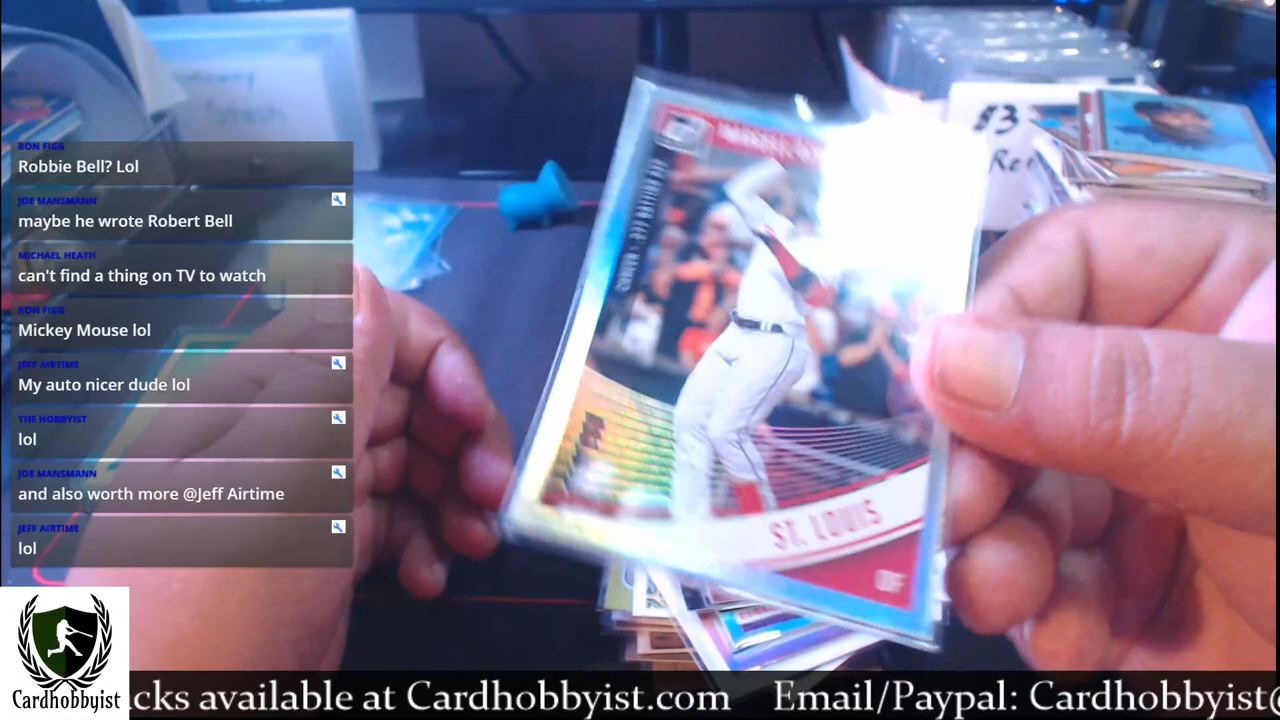 RON FIGG
Robbie Bell? Lol
JOE MANSMANN
maybe he wrote Robert Bell
MICHAEL HEATH
can't find a thing on TV to watch
RON FIGG
Mickey Mouse lol
JEFF AIRTIME
My auto nicer dude lol
THE HOBBYIST
lol
JOE MANSMANN
and also worth more @Jeff Airtime
JEFF AIRTIME
lol
#3
ST. LOUIS
OF
Cardhobbyist
cks available at Cardhobbyist.com Email/Paypal: Cardhobbyist@